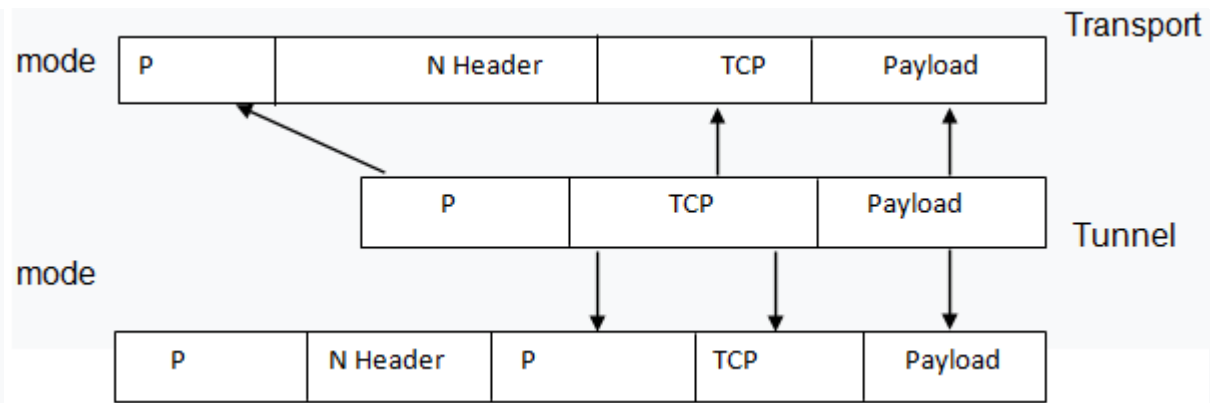 Transport
mode P N Header TCP Payload
P TCP Payload
Tunnel
mode
P N Header P TCP Payload